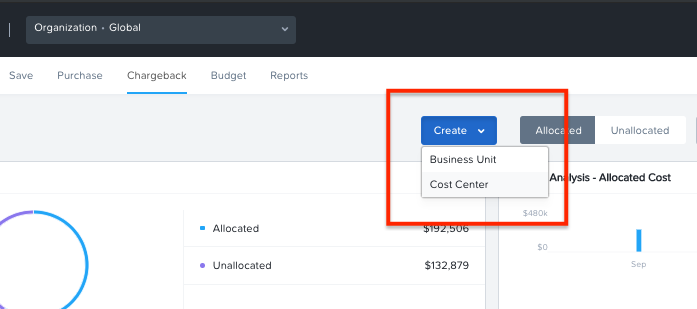 Organization • Global
Save Purchase Chargeback Budget Reports
Create Allocated Unallocated
Business Unit
Cost Center
Analysis - Allocated Cost
$480k
Allocated $192,506
$0
Unallocated $132,879
Sep